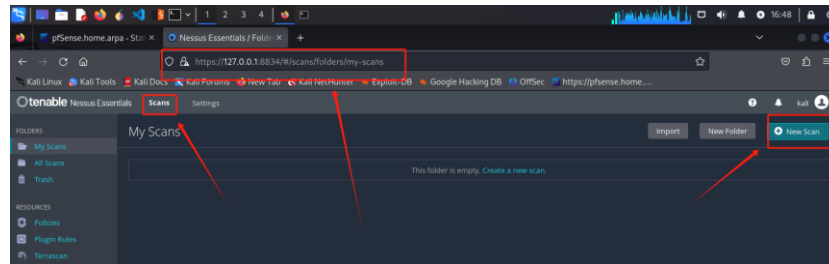 1 2 3 4 16:48
pfSense.home.arpa - Stat × Nessus Essentials / Folde × +
https://127.0.0.1:8834/#/scans/folders/my-scans
Kali Linux Kali Tools Kali Docs Kali Forums New Tab Kali NetHunter Exploit-DB Google Hacking DB OffSec https://pfsense.home....
tenable Nessus Essentials Scans Settings kali
FOLDERS
My Scans
All Scans
Trash
RESOURCES
Policies
Plugin Rules
Terrascan
My Scans Import New Folder New Scan
This folder is empty. Create a new scan.